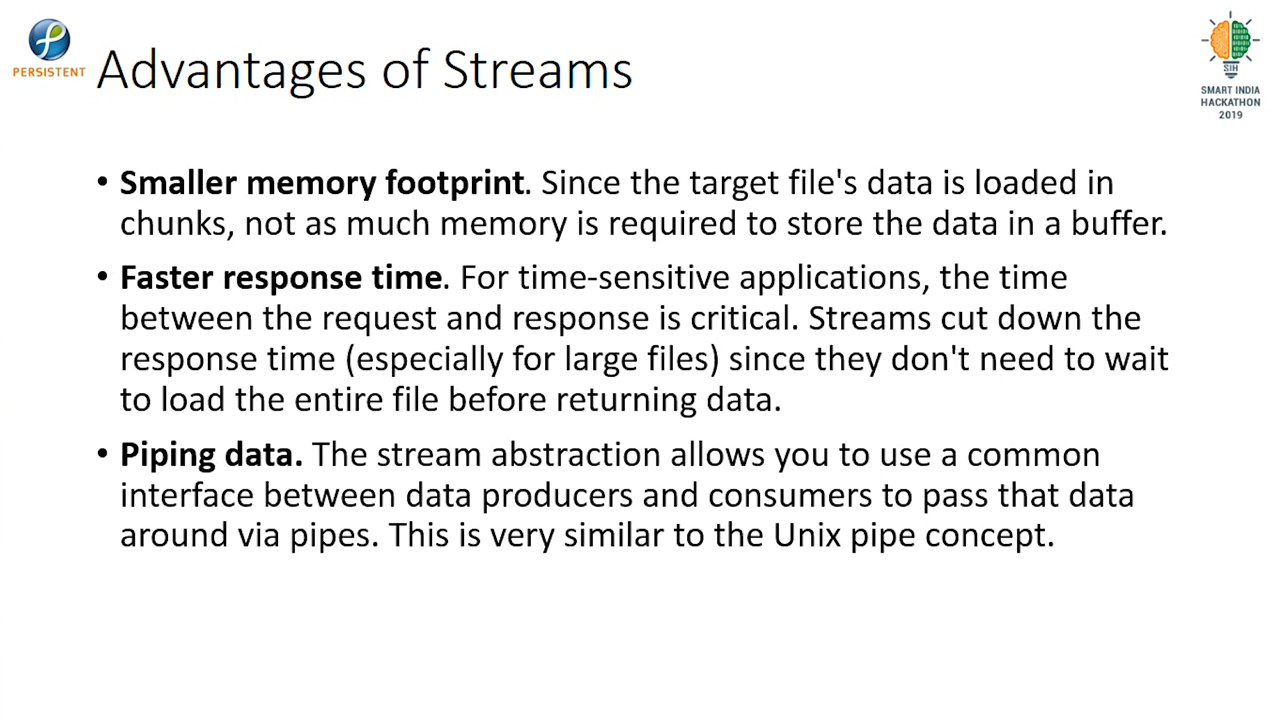 PERSISTENT
Advantages of Streams
SIH
SMART INDIA
HACKATHON
2019
• Smaller memory footprint. Since the target file's data is loaded in
chunks, not as much memory is required to store the data in a buffer.
• Faster response time. For time-sensitive applications, the time
between the request and response is critical. Streams cut down the
response time (especially for large files) since they don't need to wait
to load the entire file before returning data.
• Piping data. The stream abstraction allows you to use a common
interface between data producers and consumers to pass that data
around via pipes. This is very similar to the Unix pipe concept.